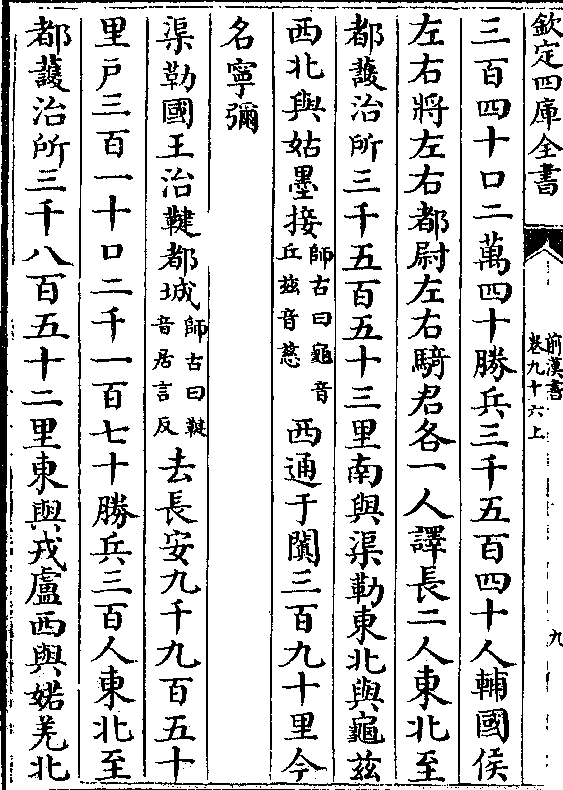 欽定四庫全書
前漢書
卷九十六上
九
三百四十口二萬四十勝兵三千五百四十人輔國侯
左右將左右都尉左右騎君各一人譯長二人東北至
都䕶治所三千五百五十三里南與渠勒東北與龜兹
西北與姑墨接師古曰龜音丘兹音慈西通于闐三百九十里今
名寧彌
渠勒國王治鞬都城師古曰鞬音居言反去長安九千九百五十
里戸三百一十口二千一百七十勝兵三百人東北至
都䕶治所三千八百五十二里東與戎盧西與婼羌北